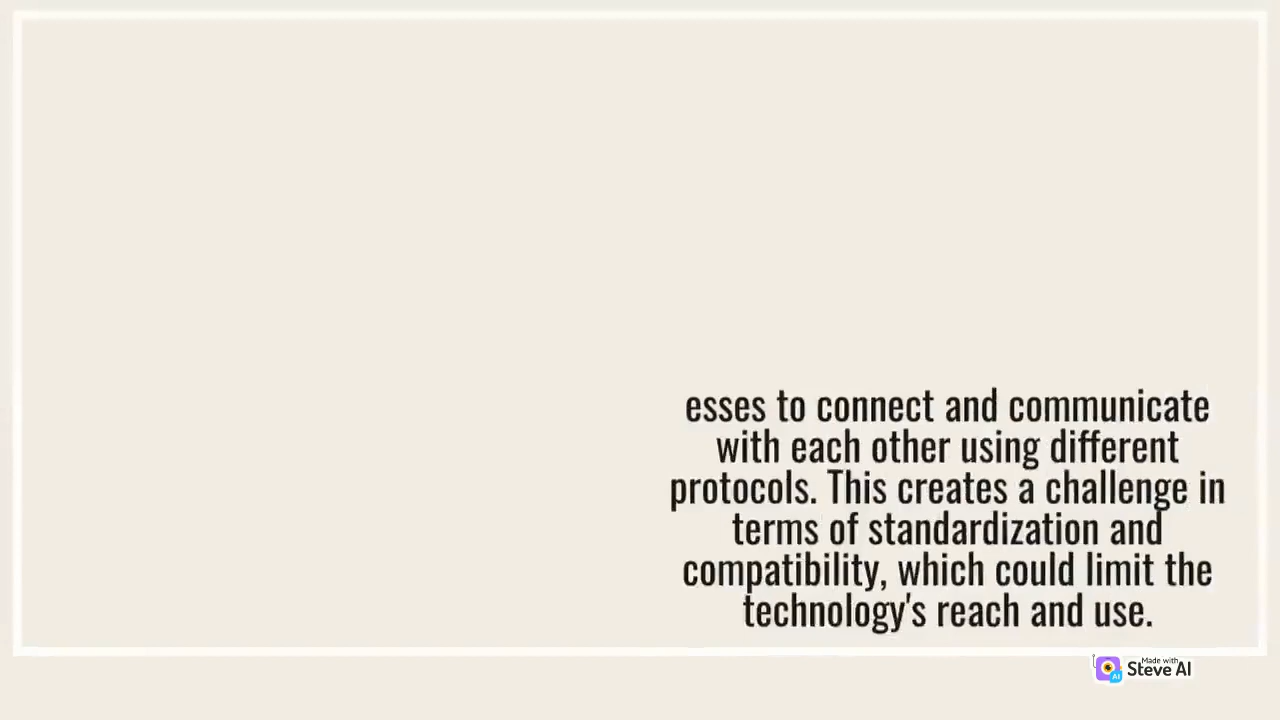 esses to connect and communicate
with each other using different
protocols. This creates a challenge in
terms of standardization and
compatibility, which could limit the
technology's reach and use.
Made with
Steve AI
AI